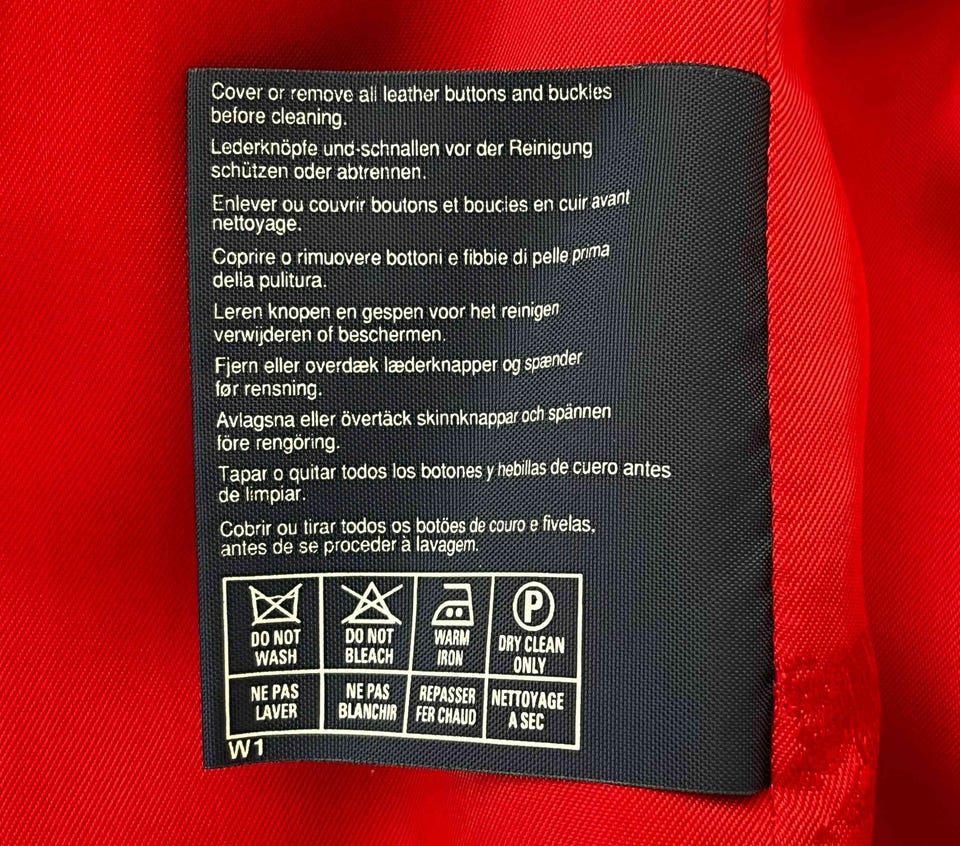 Cover or remove all leather buttons and buckles
before cleaning.
Lederknöpfe und-schnallen vor der Reinigung
schützen oder abtrennen.
Enlever ou couvrir boutons et boucles en cuir avant
nettoyage.
Coprire o rimuovere bottoni e fibbie di pelle prima
della pulitura.
Leren knopen en gespen voor het reinigen
verwijderen of beschermen.
Fjern eller overdæk læderknapper og spænder
før rensning.
Avlagsna eller övertäck skinnknappar och spännen
före rengöring.
Tapar o quitar todos los botones y hebillas de cuero antes
de limpiar.
Cobrir ou tirar todos os botões de couro e fivelas,
antes de se proceder à lavagem.
P
DO NOT WASH
DO NOT BLEACH
WARM IRON
DRY CLEAN ONLY
NE PAS LAVER
NE PAS BLANCHIR
REPASSER FER CHAUD
NETTOYAGE A SEC
W1